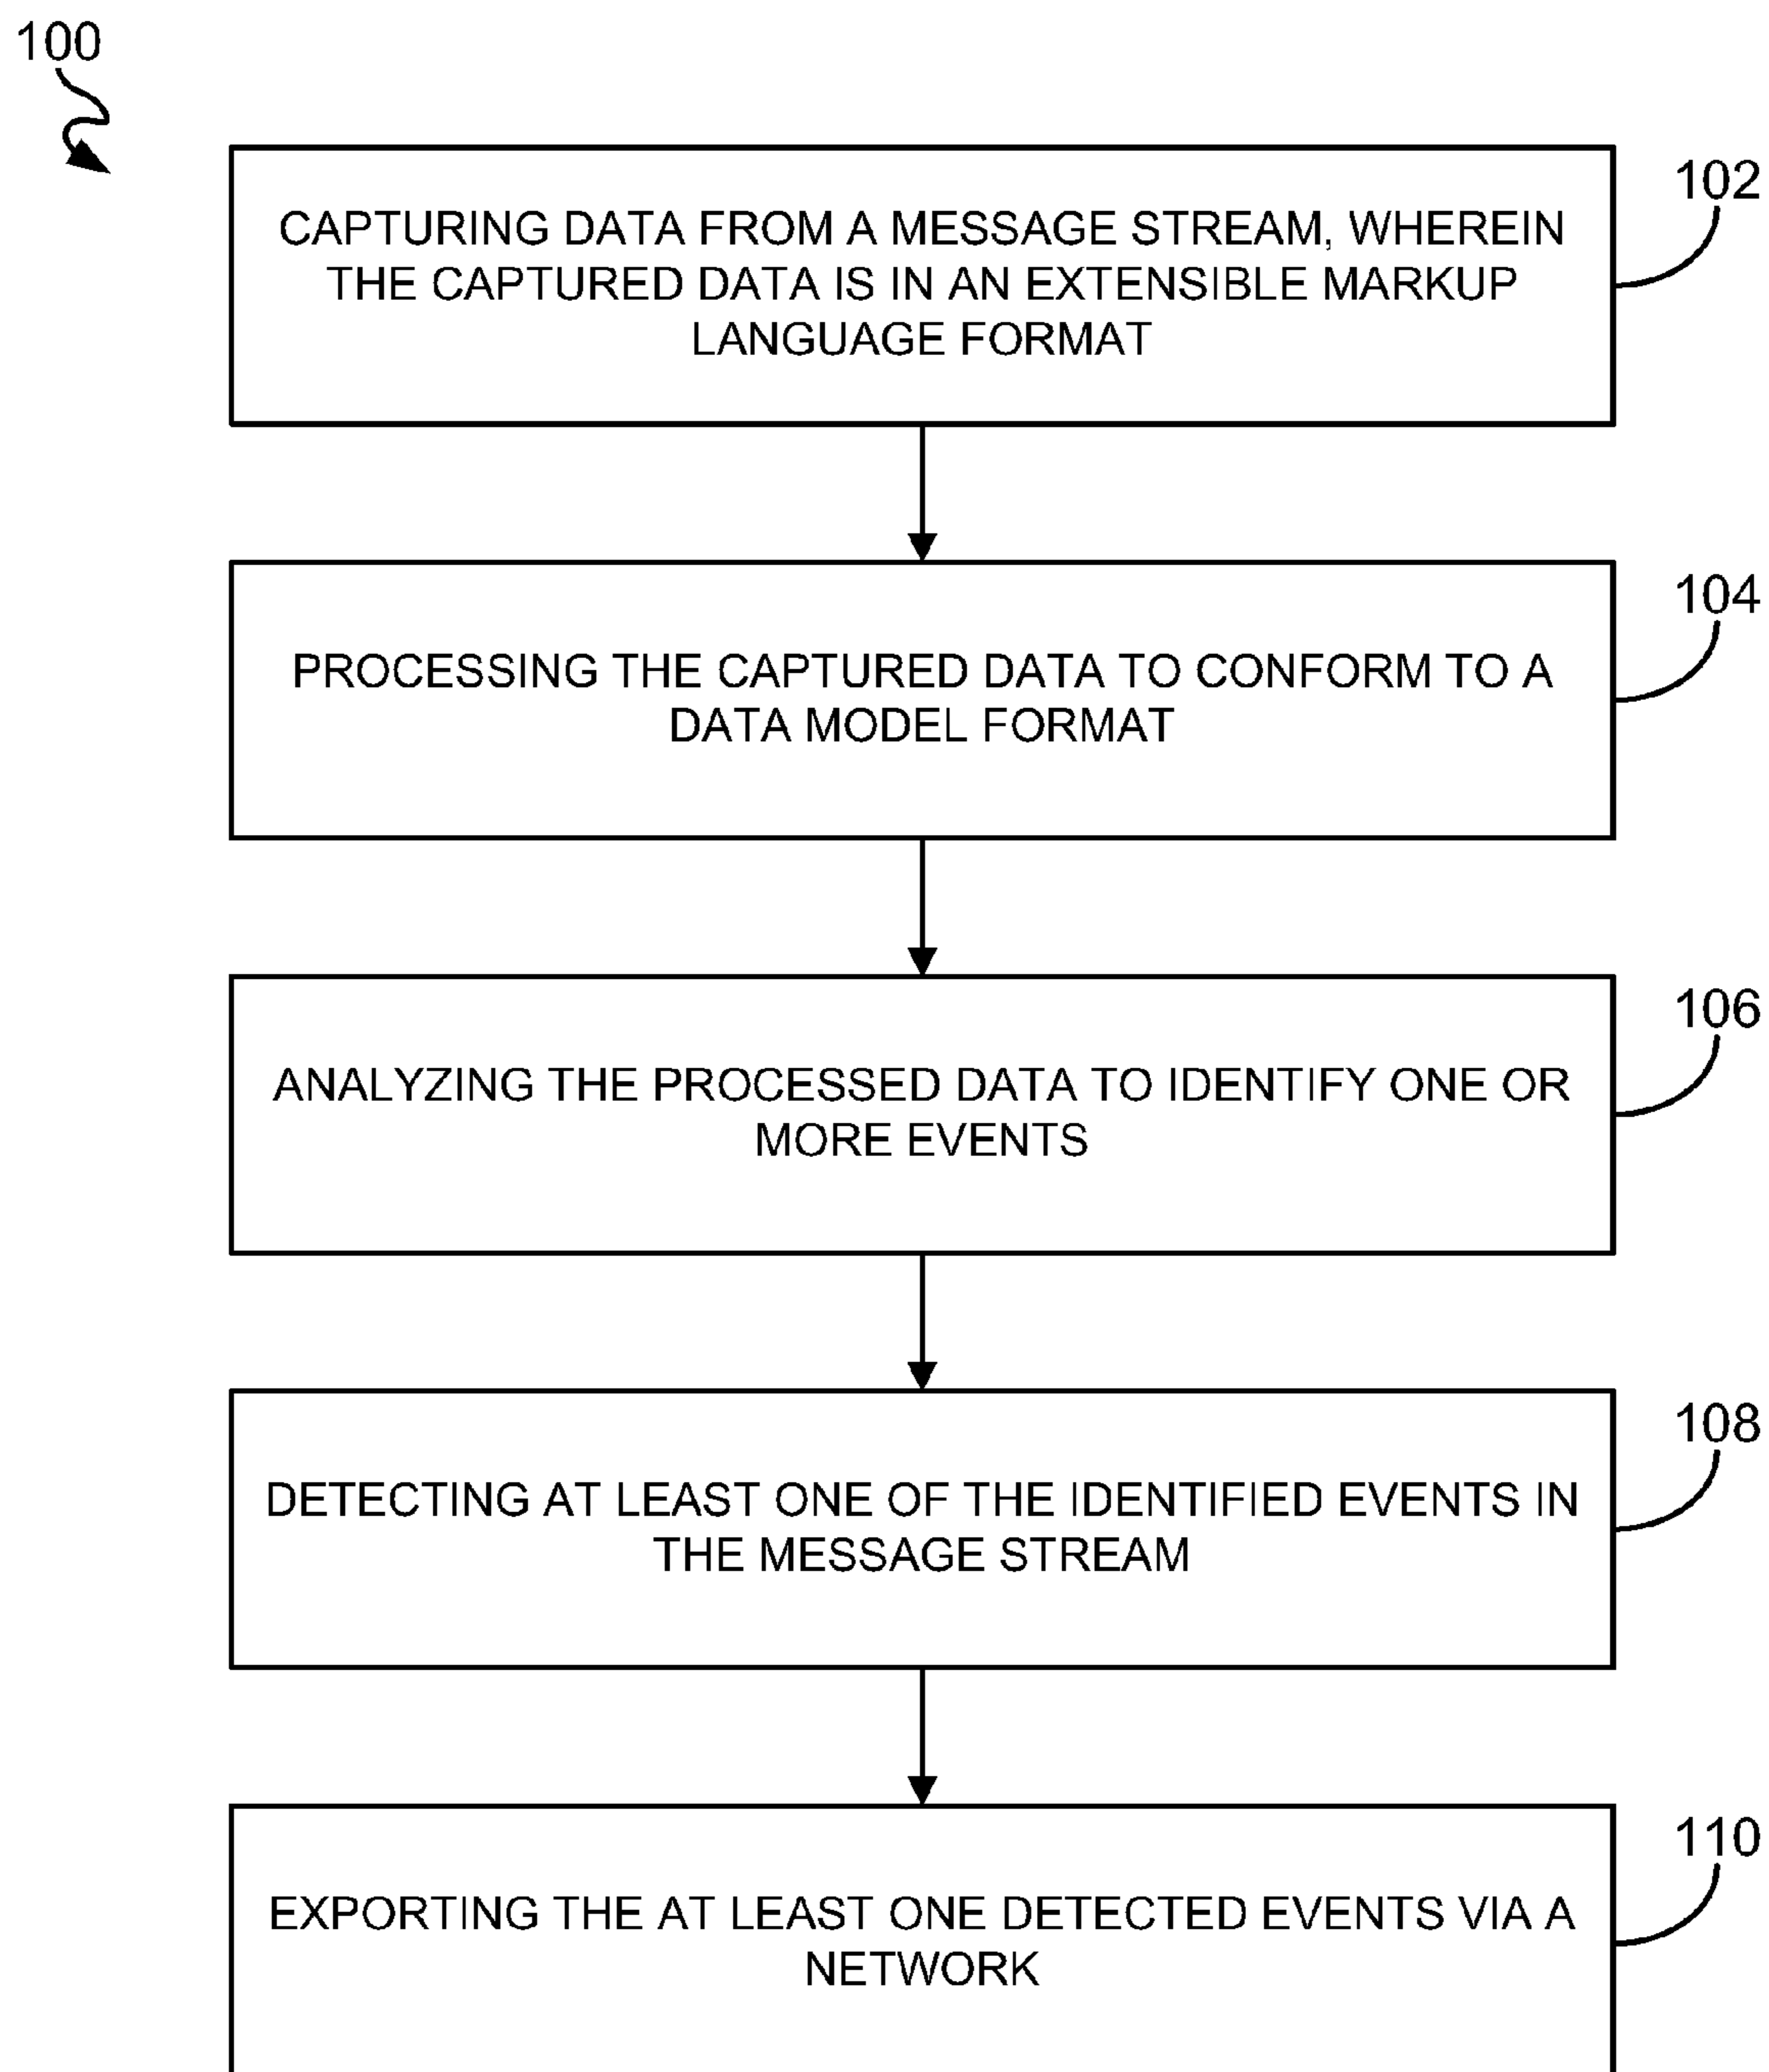 100
102
CAPTURING DATA FROM A MESSAGE STREAM, WHEREIN
THE CAPTURED DATA IS IN AN EXTENSIBLE MARKUP
LANGUAGE FORMAT
104
PROCESSING THE CAPTURED DATA TO CONFORM TO A
DATA MODEL FORMAT
106
ANALYZING THE PROCESSED DATA TO IDENTIFY ONE OR
MORE EVENTS
108
DETECTING AT LEAST ONE OF THE IDENTIFIED EVENTS IN
THE MESSAGE STREAM
110
EXPORTING THE AT LEAST ONE DETECTED EVENTS VIA A
NETWORK